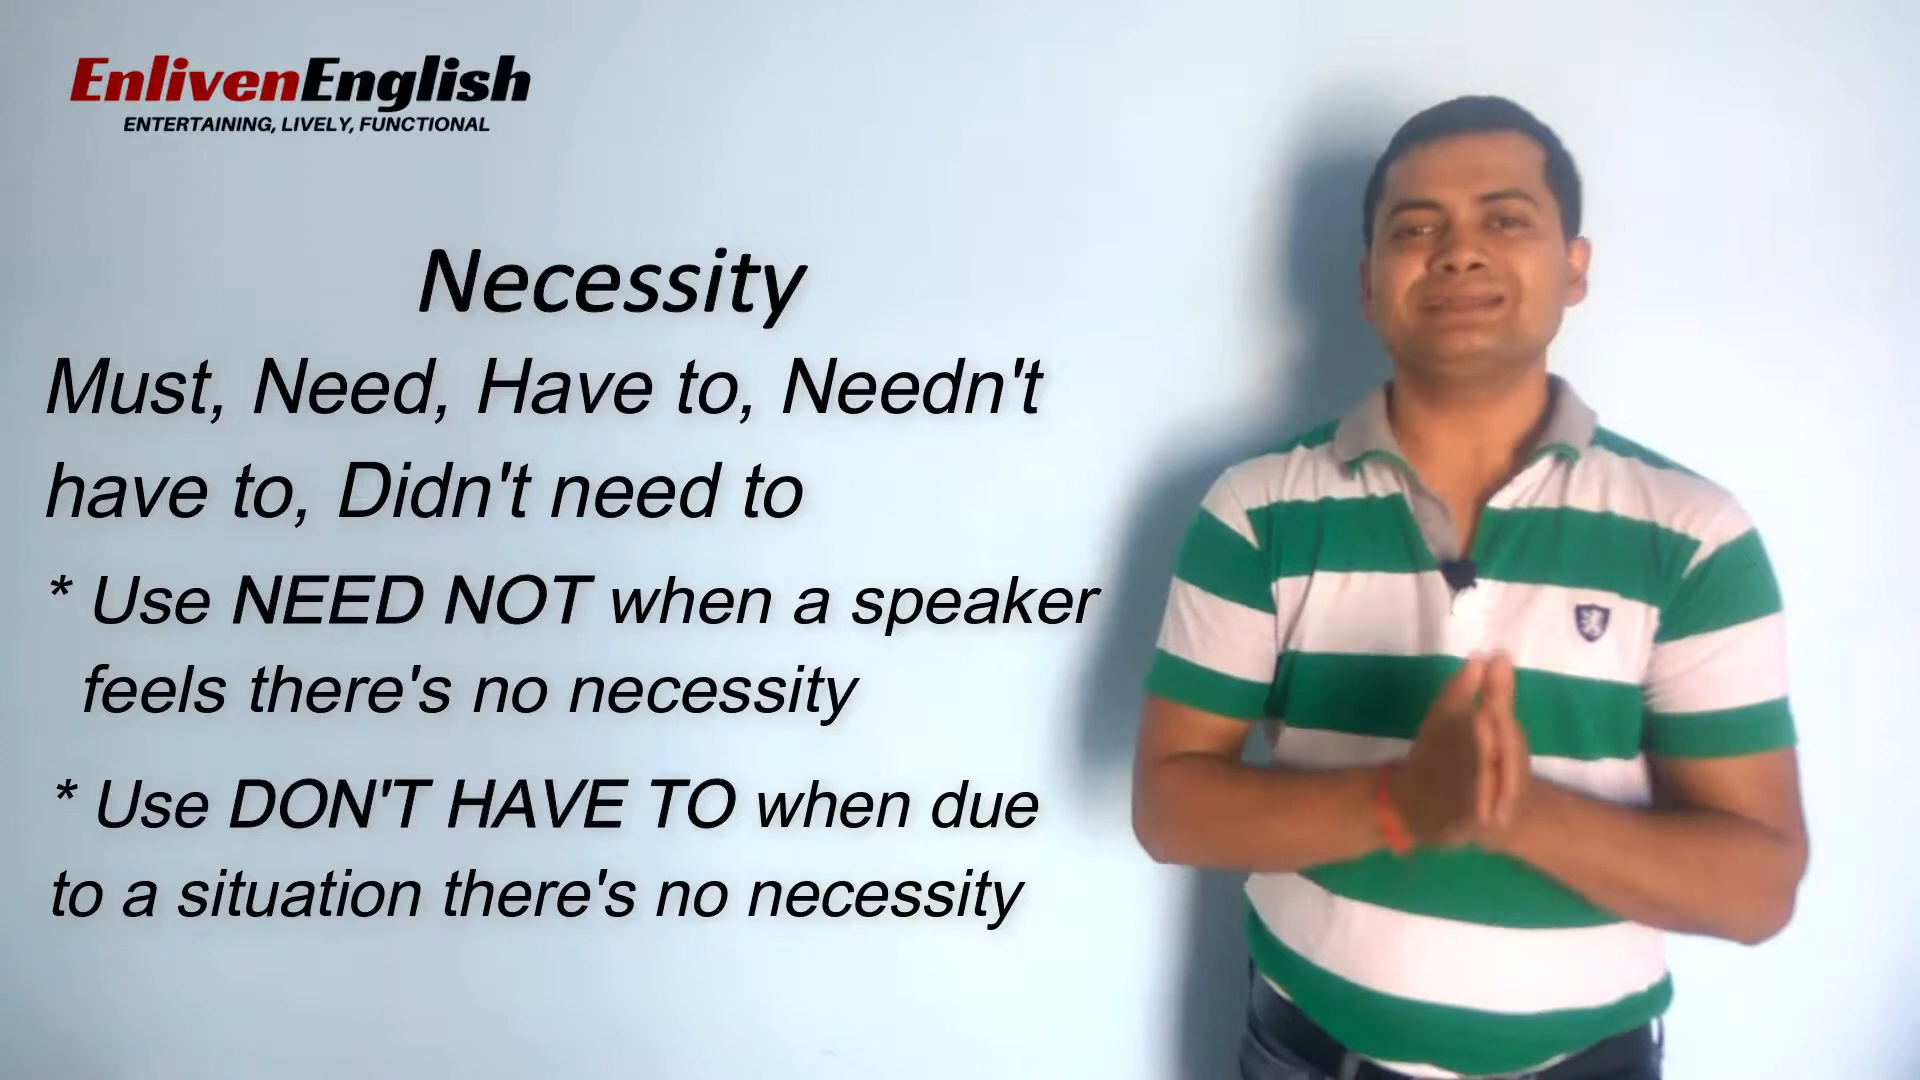 EnlivenEnglish
ENTERTAINING, LIVELY, FUNCTIONAL
Necessity
Must, Need, Have to, Needn't
have to, Didn't need to
* Use NEED NOT when a speaker
feels there's no necessity
* Use DON'T HAVE TO when due
to a situation there's no necessity